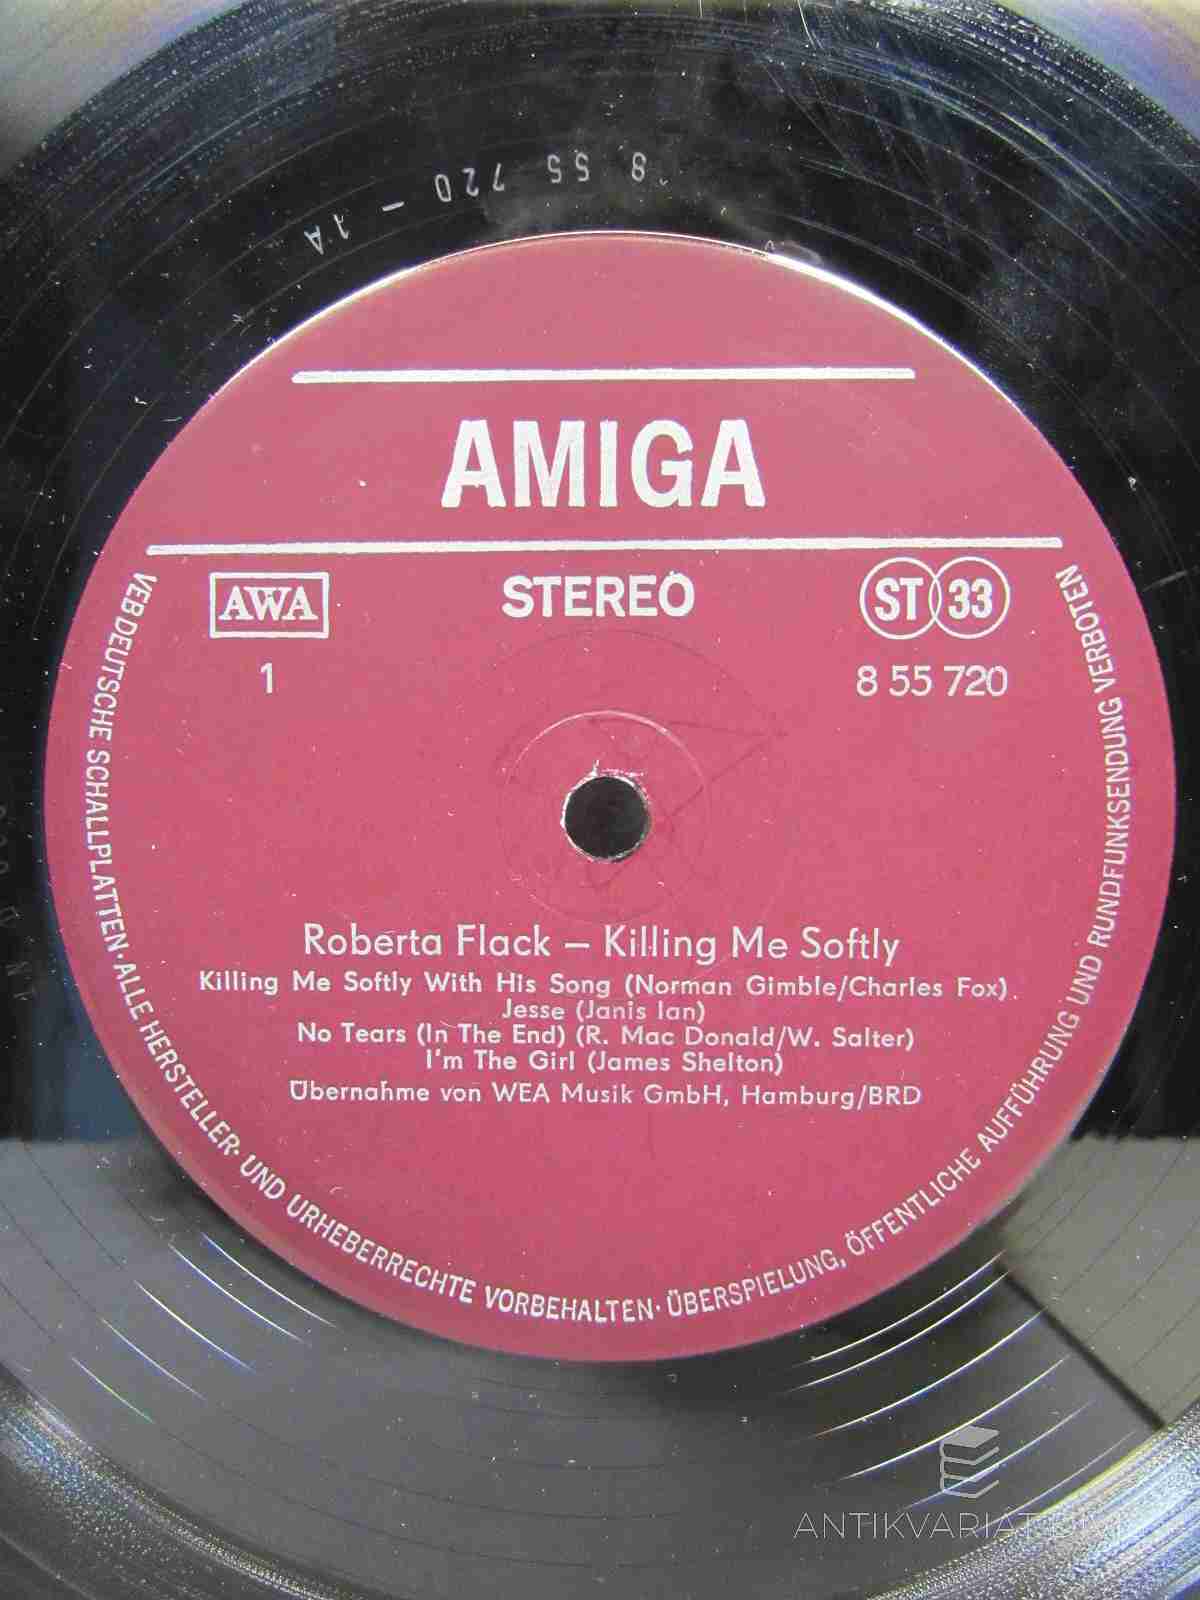 8 55 720 - 1A
AMIGA
AWA
STEREO
ST 33
1
8 55 720
Roberta Flack – Killing Me Softly
Killing Me Softly With His Song (Norman Gimble/Charles Fox)
Jesse (Janis Ian)
No Tears (In The End) (R. Mac Donald/W. Salter)
I'm The Girl (James Shelton)
Übernahme von WEA Musik GmbH, Hamburg/BRD
VEB DEUTSCHE SCHALLPLATTEN · ALLE HERSTELLER- UND URHEBERRECHTE VORBEHALTEN · ÜBERSPIELUNG, ÖFFENTLICHE AUFFÜHRUNG UND RUNDFUNKSENDUNG VERBOTEN